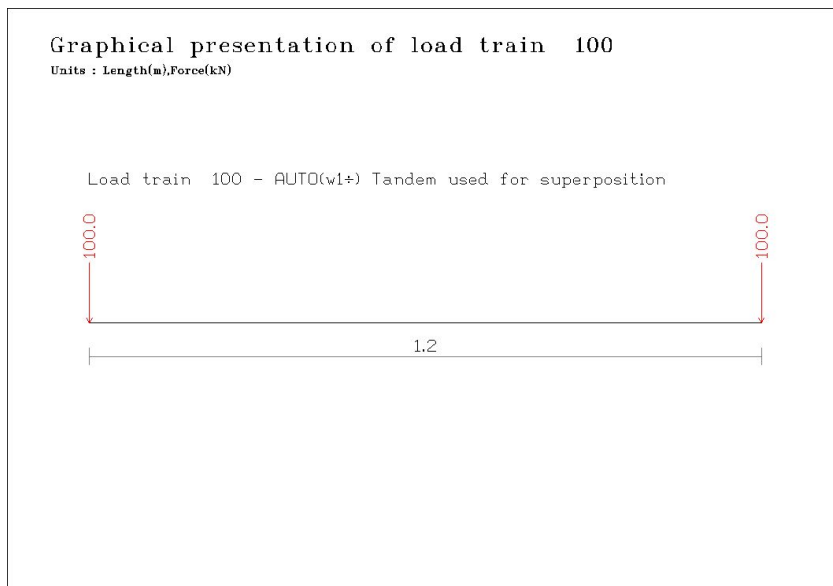 Graphical presentation of load train 100
Units : Length(m),Force(kN)
Load train 100 - AUTO(w1÷) Tandem used for superposition
100.0
100.0
1.2